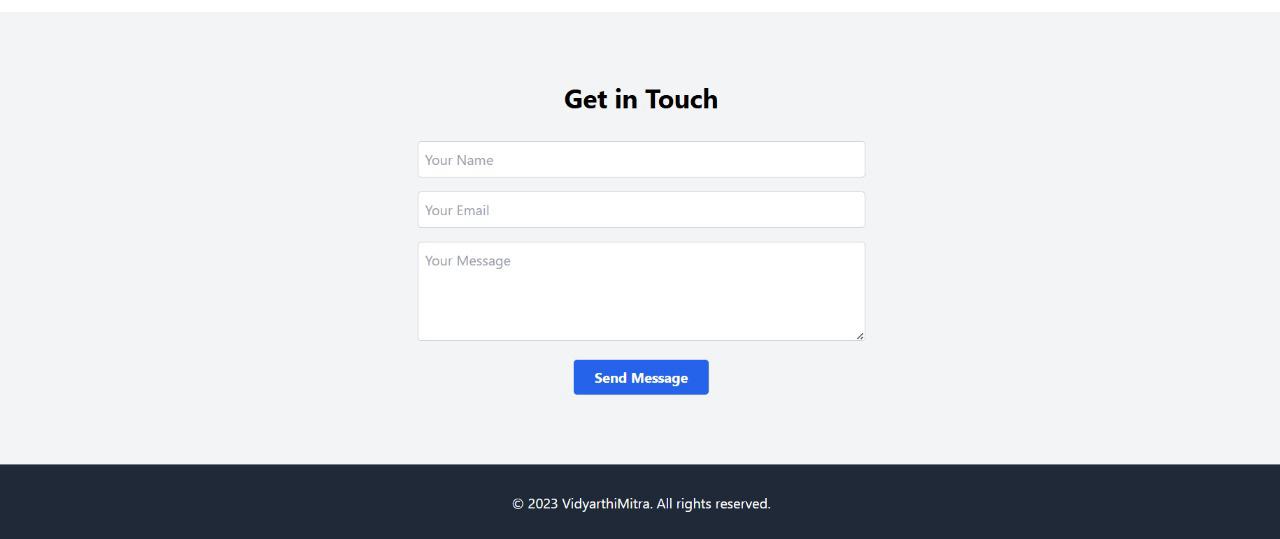 Get in Touch
Your Name
Your Email
Your Message
Send Message
© 2023 VidyarthiMitra. All rights reserved.